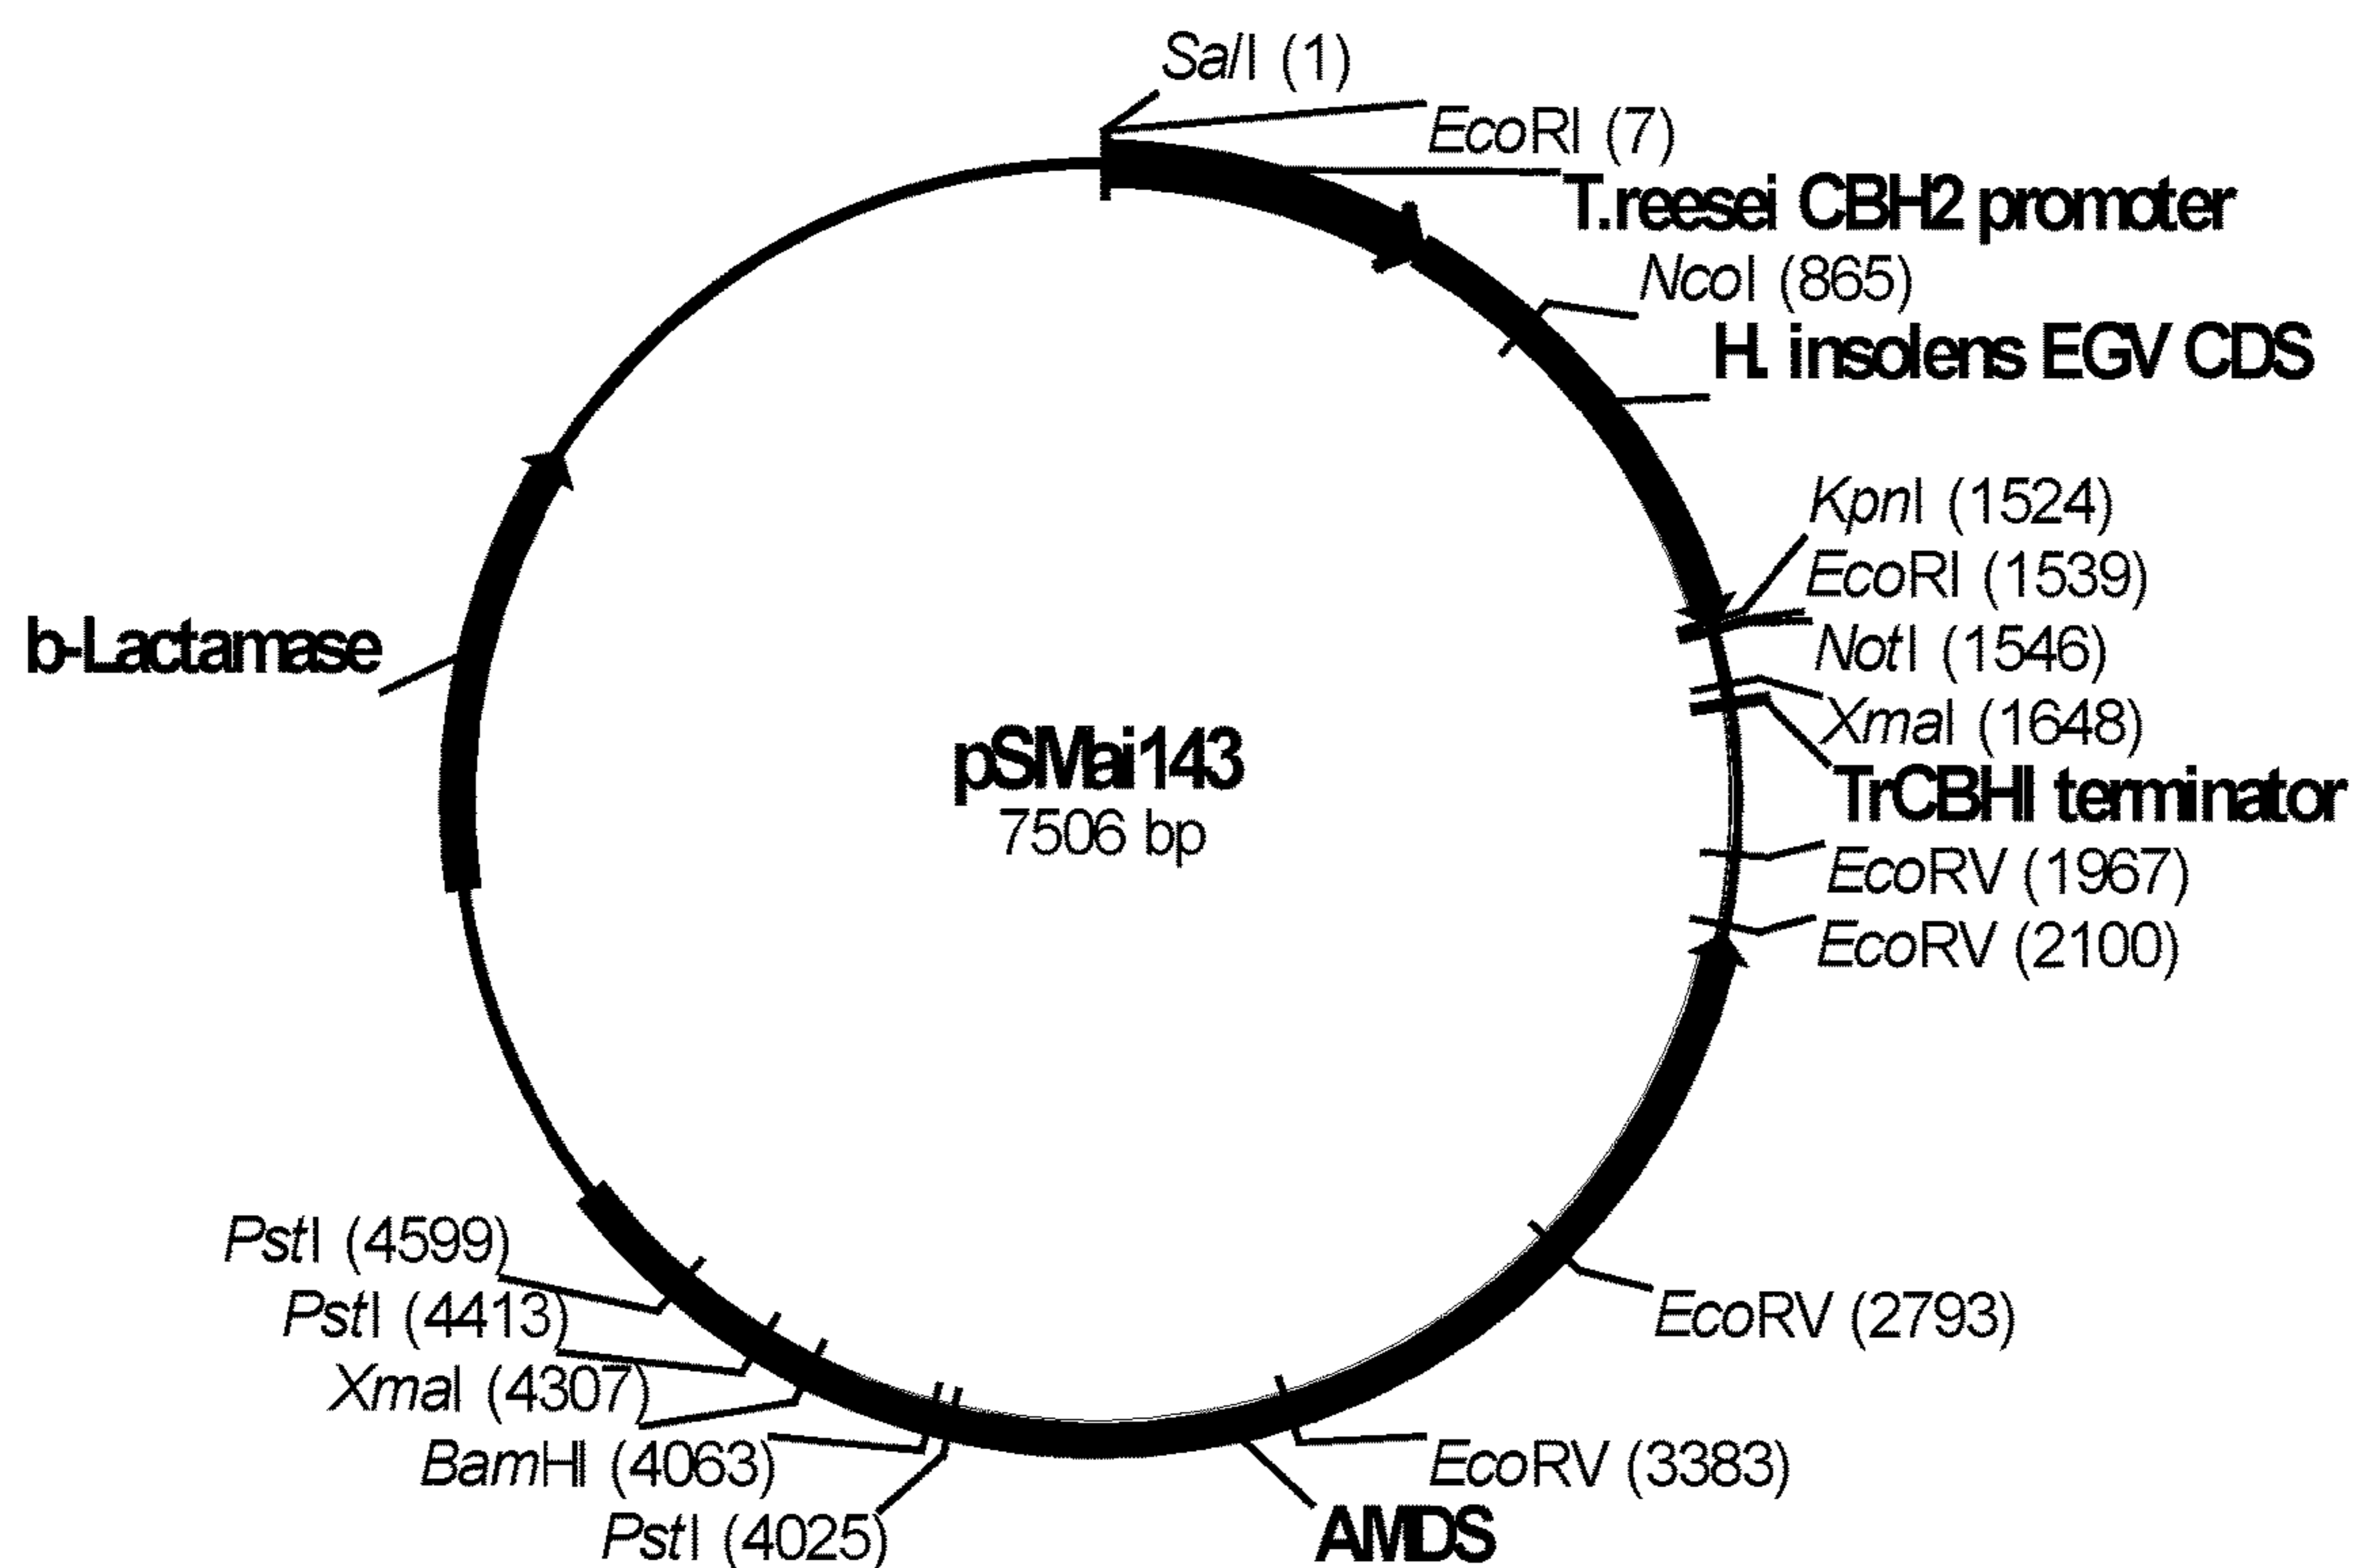 SalI (1)
EcoRI (7)
T.reesei CBH2 promoter
NcoI (865)
H. insolens EGV CDS
KpnI (1524)
EcoRI (1539)
NotI (1546)
b-Lactamase
XmaI (1648)
pSMai143
TrCBHI terminator
7506 bp
EcoRV (1967)
EcoRV (2100)
PstI (4599)
PstI (4413)
EcoRV (2793)
XmaI (4307)
BamHI (4063)
EcoRV (3383)
PstI (4025)
AMDS